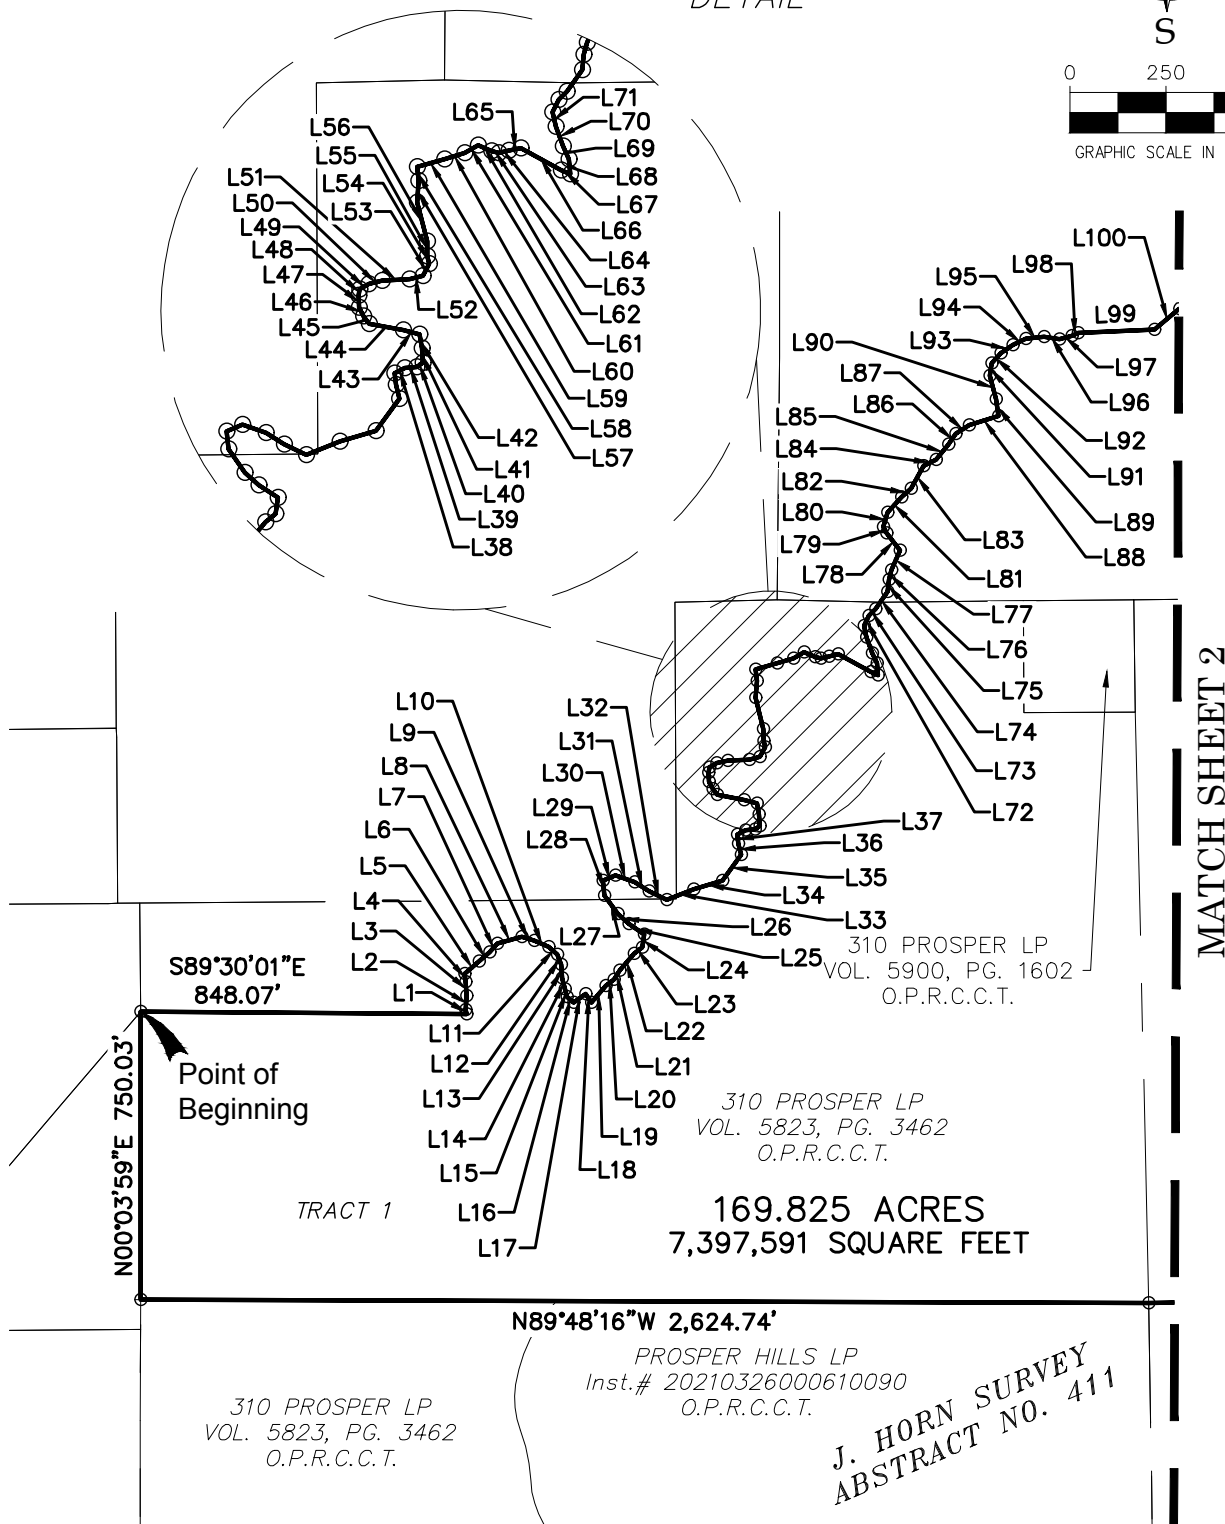 DETAIL
S
0 250
GRAPHIC SCALE IN
L71
L70
L69
L68
L67
L66
L65
L64
L63
L62
L61
L60
L59
L58
L57
L56
L55
L54
L53
L51
L50
L49
L48
L47
L46
L45
L44
L43
L52
L42
L41
L40
L39
L38
L100
L99
L98
L95
L94
L93
L90
L97
L96
L87
L86
L85
L84
L82
L80
L79
L78
L92
L91
L89
L88
L83
L81
L77
L76
L75
L74
L73
L72
MATCH SHEET 2
L32
L31
L30
L29
L28
L10
L9
L8
L7
L6
L5
L4
L3
L2
L1
L37
L36
L35
L34
L33
L27
L26
L25
L24
L23
L22
L21
L20
L19
L18
L11
L12
L13
L14
L15
L16
L17
310 PROSPER LP
VOL. 5900, PG. 1602
O.P.R.C.C.T.
S89°30'01"E
848.07'
Point of
Beginning
N00°03'59"E 750.03'
310 PROSPER LP
VOL. 5823, PG. 3462
O.P.R.C.C.T.
TRACT 1
169.825 ACRES
7,397,591 SQUARE FEET
N89°48'16"W 2,624.74'
PROSPER HILLS LP
Inst.# 20210326000610090
O.P.R.C.C.T.
310 PROSPER LP
VOL. 5823, PG. 3462
O.P.R.C.C.T.
J. HORN SURVEY
ABSTRACT NO. 411